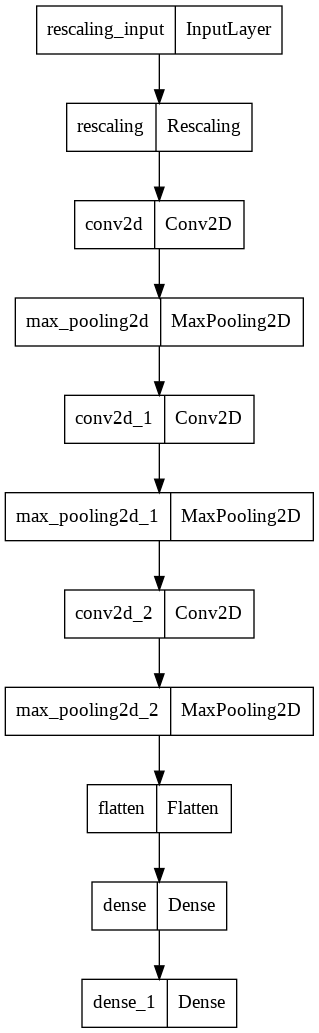 rescaling_input InputLayer
rescaling Rescaling
conv2d Conv2D
max_pooling2d MaxPooling2D
conv2d_1 Conv2D
max_pooling2d_1 MaxPooling2D
conv2d_2 Conv2D
max_pooling2d_2 MaxPooling2D
flatten Flatten
dense Dense
dense_1 Dense